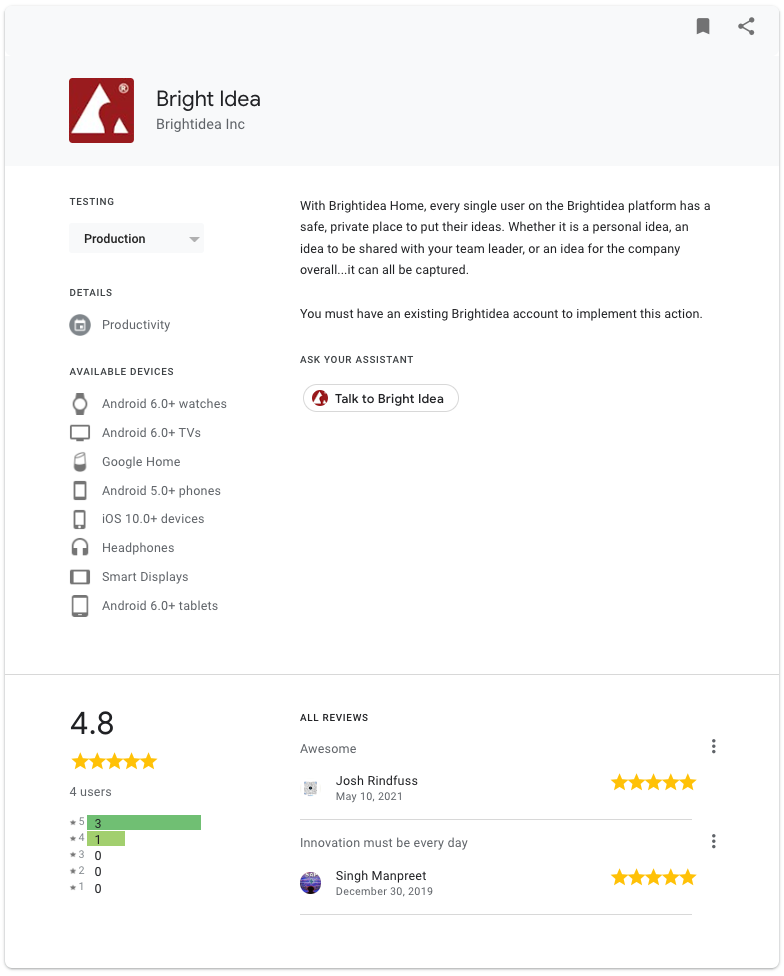 ®
Bright Idea
Brightidea Inc
TESTING
Production
DETAILS
Productivity
AVAILABLE DEVICES
Android 6.0+ watches
Android 6.0+ TVs
Google Home
Android 5.0+ phones
iOS 10.0+ devices
Headphones
Smart Displays
Android 6.0+ tablets
With Brightidea Home, every single user on the Brightidea platform has a
safe, private place to put their ideas. Whether it is a personal idea, an
idea to be shared with your team leader, or an idea for the company
overall...it can all be captured.
You must have an existing Brightidea account to implement this action.
ASK YOUR ASSISTANT
Talk to Bright Idea
4.8
4 users
★ 5 3
★ 4 1
★ 3 0
★ 2 0
★ 1 0
ALL REVIEWS
Awesome
Josh Rindfuss
May 10, 2021
Innovation must be every day
Singh Manpreet
December 30, 2019